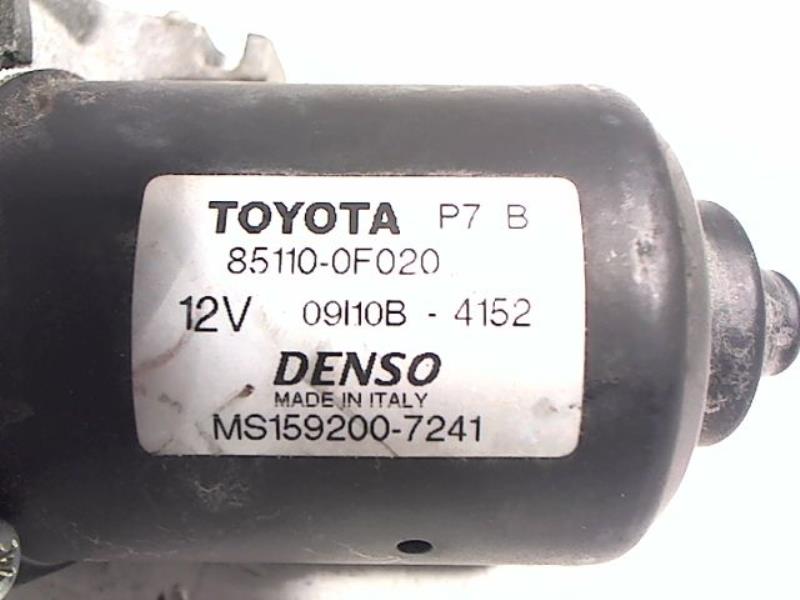 TOYOTA P7 B
85110-0F020
12V 09I10B - 4152
DENSO
MADE IN ITALY
MS159200-7241